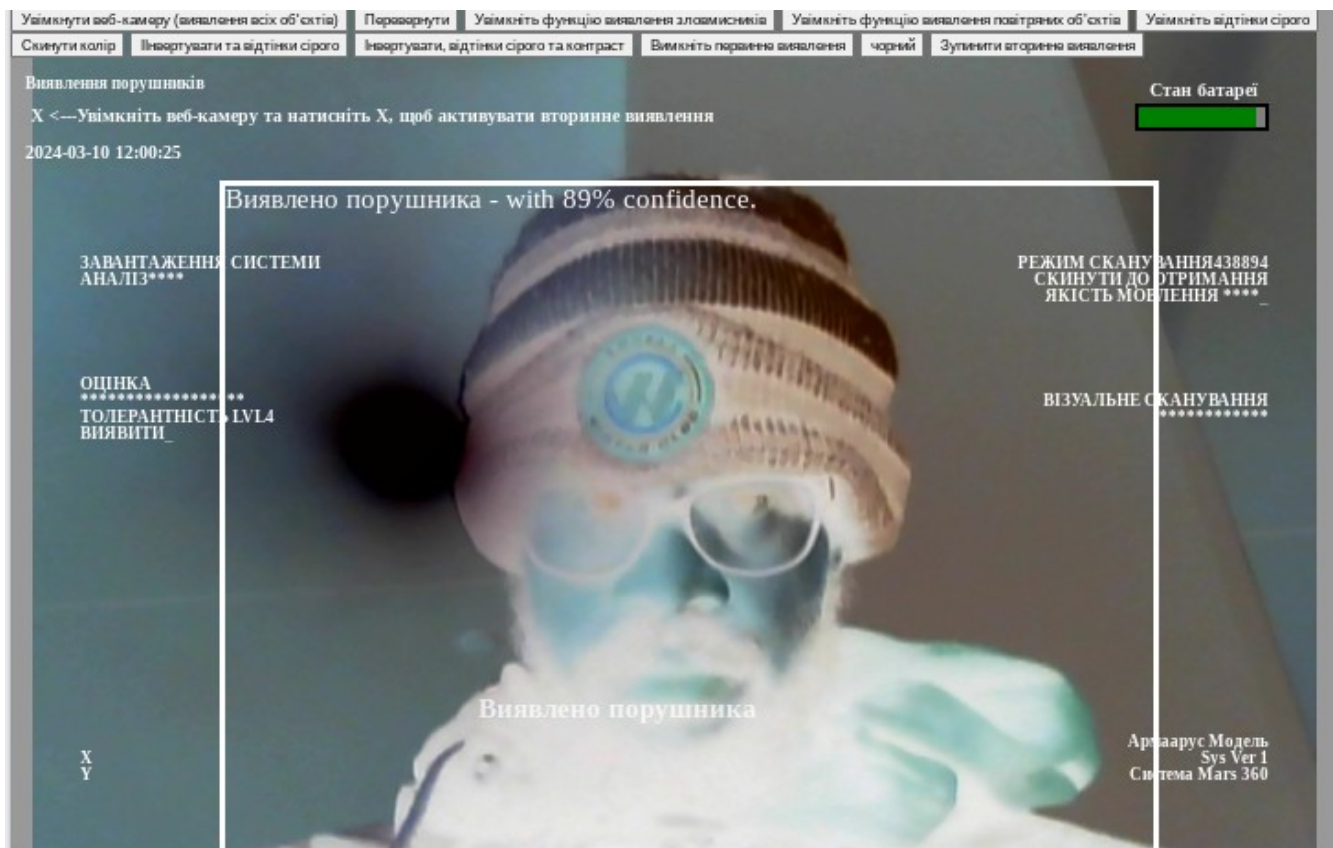 Увімкнути веб-камеру (виявлення всіх об'єктів) Перевернути Увімкніть функцію виявлення зловмисників Увімкніть функцію виявлення повітряних об'єктів Увімкніть відтінки сірого
Скинути колір Інвертувати та відтінки сірого Інвертувати, відтінки сірого та контраст Вимкніть первинне виявлення чорний Зупинити вторинне виявлення
Виявлення порушників
Стан батареї
X <---Увімкніть веб-камеру та натисніть X, щоб активувати вторинне виявлення
2024-03-10 12:00:25
Виявлено порушника - with 89% confidence.
ЗАВАНТАЖЕННЯ СИСТЕМИ
АНАЛІЗ****
РЕЖИМ СКАНУВАННЯ438894
СКИНУТИ ДО ОТРИМАННЯ
ЯКІСТЬ МОВЛЕННЯ ****_
ОЦІНКА
******************
ТОЛЕРАНТНІСТЬ LVL4
ВИЯВИТИ_
ВІЗУАЛЬНЕ СКАНУВАННЯ
************
Виявлено порушника
X
Y
Армаарус Модель
Sys Ver 1
Система Mars 360